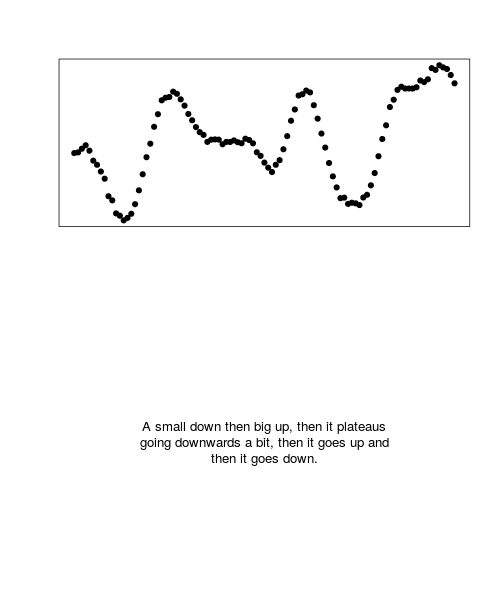 A small down then big up, then it plateaus
going downwards a bit, then it goes up and
then it goes down.